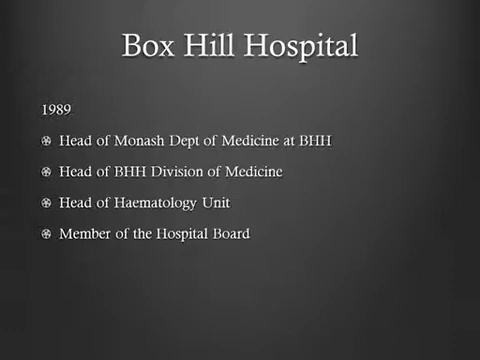 Box Hill Hospital
1989
Head of Monash Dept of Medicine at BHH
Head of BHH Division of Medicine
Head of Haematology Unit
Member of the Hospital Board